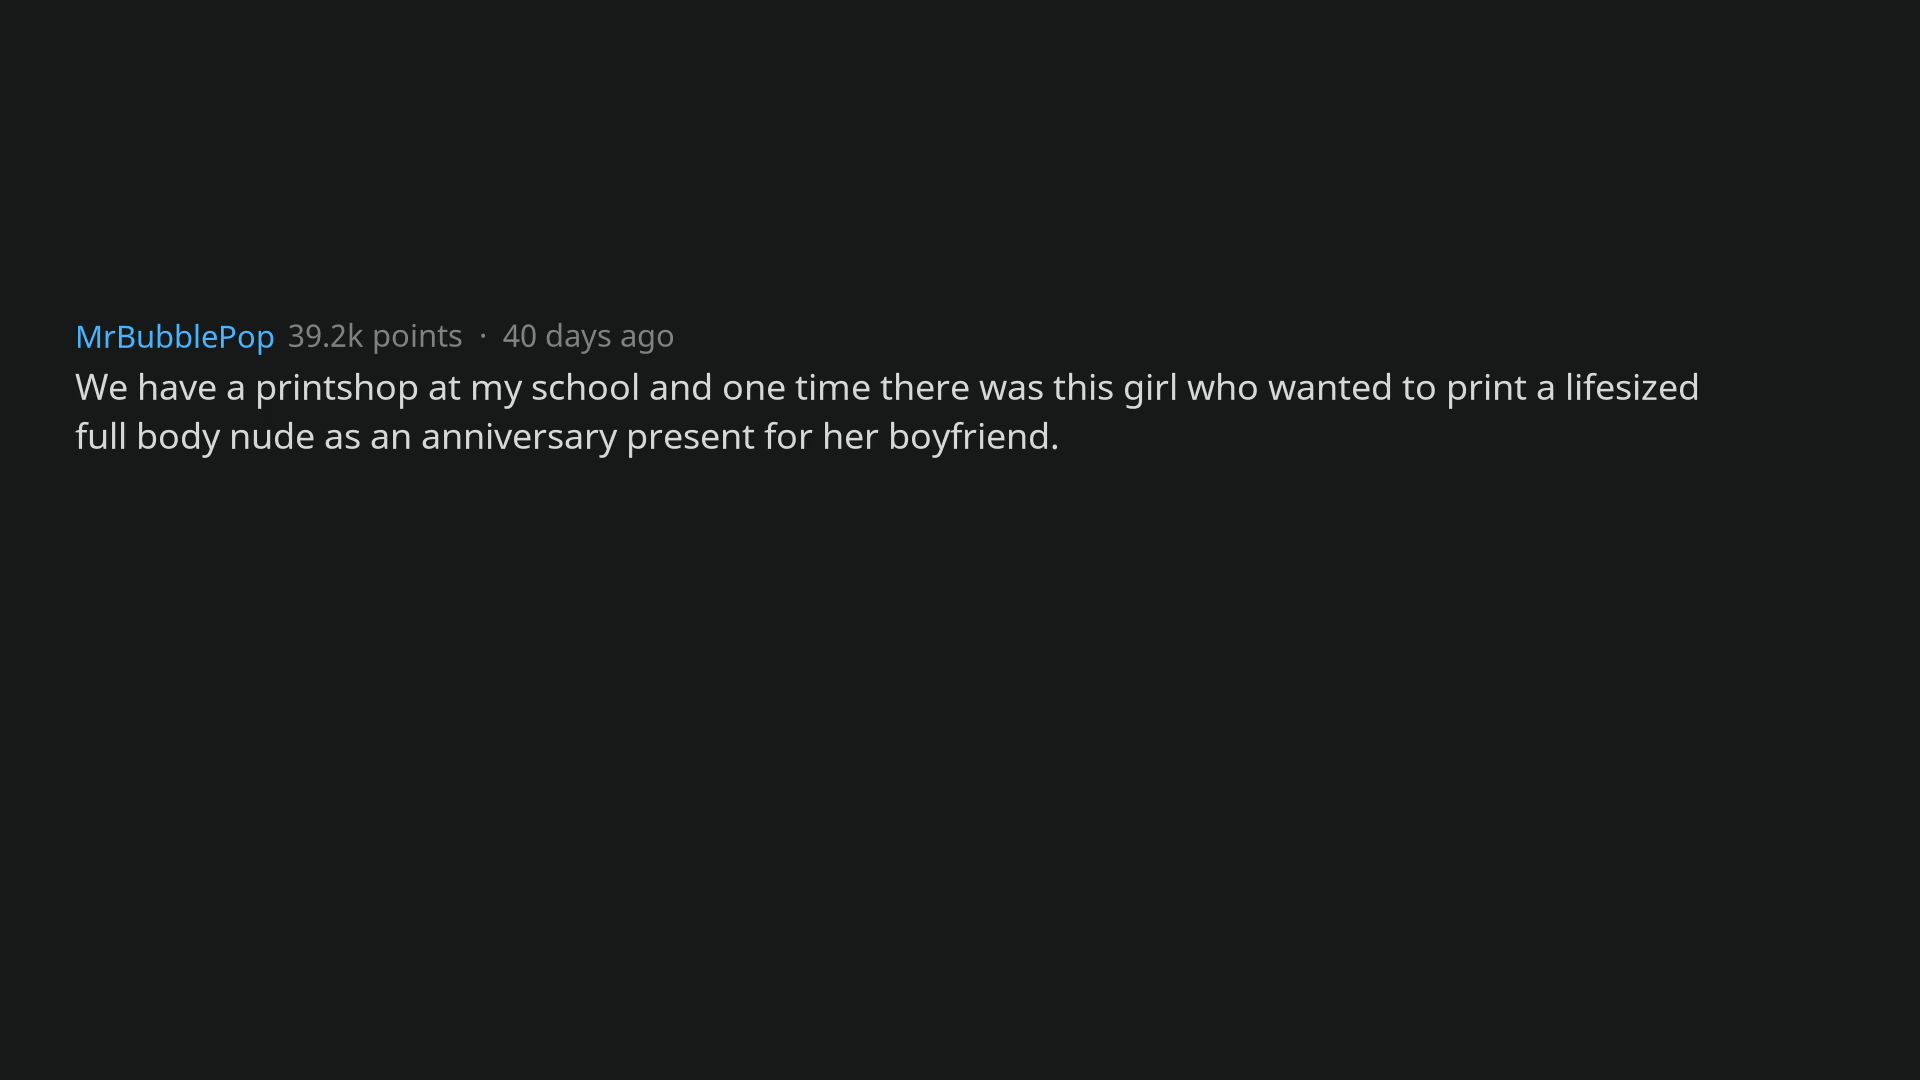 MrBubblePop 39.2k points · 40 days ago
We have a printshop at my school and one time there was this girl who wanted to print a lifesized
full body nude as an anniversary present for her boyfriend.